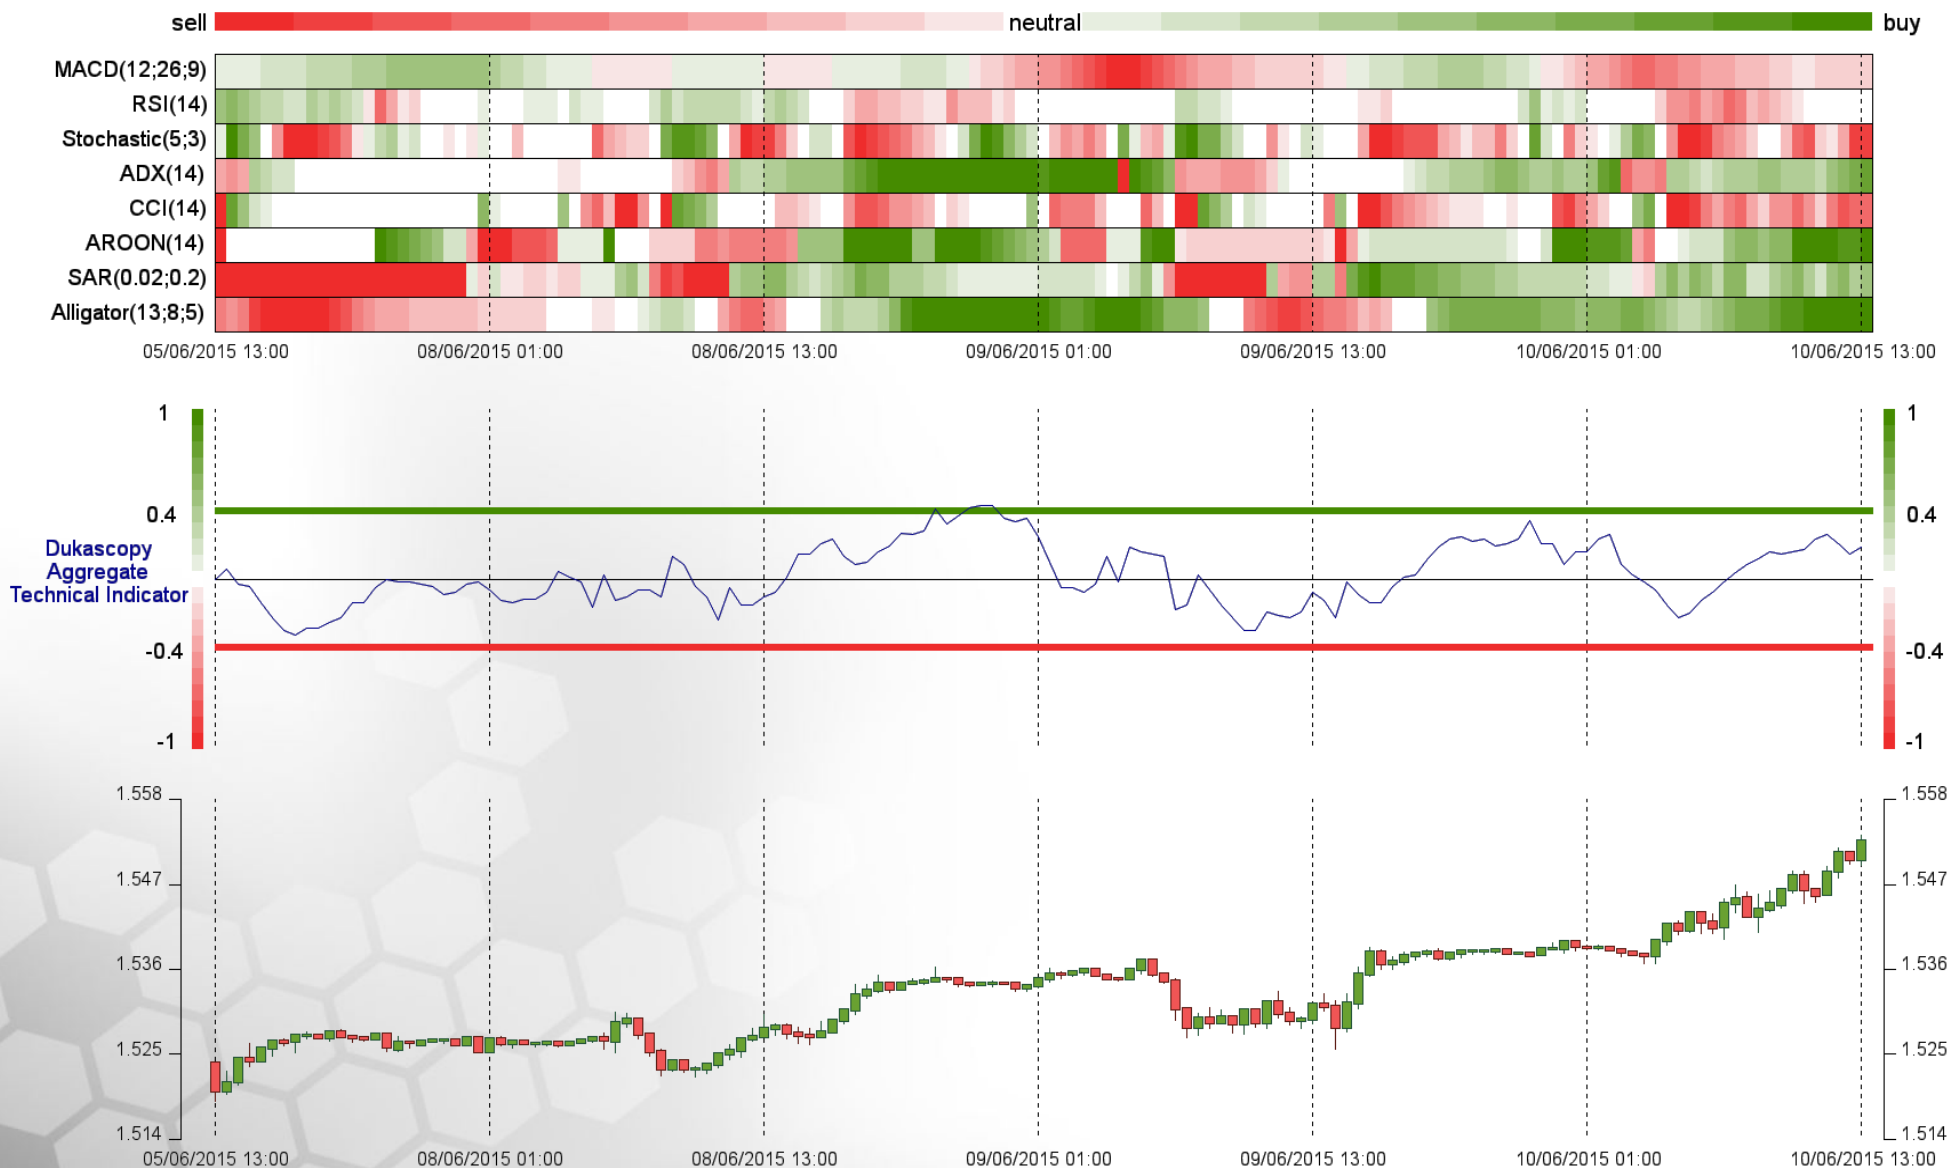 sell neutral buy
MACD(12;26;9)
RSI(14)
Stochastic(5;3)
ADX(14)
CCI(14)
AROON(14)
SAR(0.02;0.2)
Alligator(13;8;5)
05/06/2015 13:00 08/06/2015 01:00 08/06/2015 13:00 09/06/2015 01:00 09/06/2015 13:00 10/06/2015 01:00 10/06/2015 13:00
1 1
0.4 0.4
Dukascopy
Aggregate
Technical Indicator
-0.4 -0.4
-1 -1
1.558 1.558
1.547 1.547
1.536 1.536
1.525 1.525
1.514 1.514
05/06/2015 13:00 08/06/2015 01:00 08/06/2015 13:00 09/06/2015 01:00 09/06/2015 13:00 10/06/2015 01:00 10/06/2015 13:00